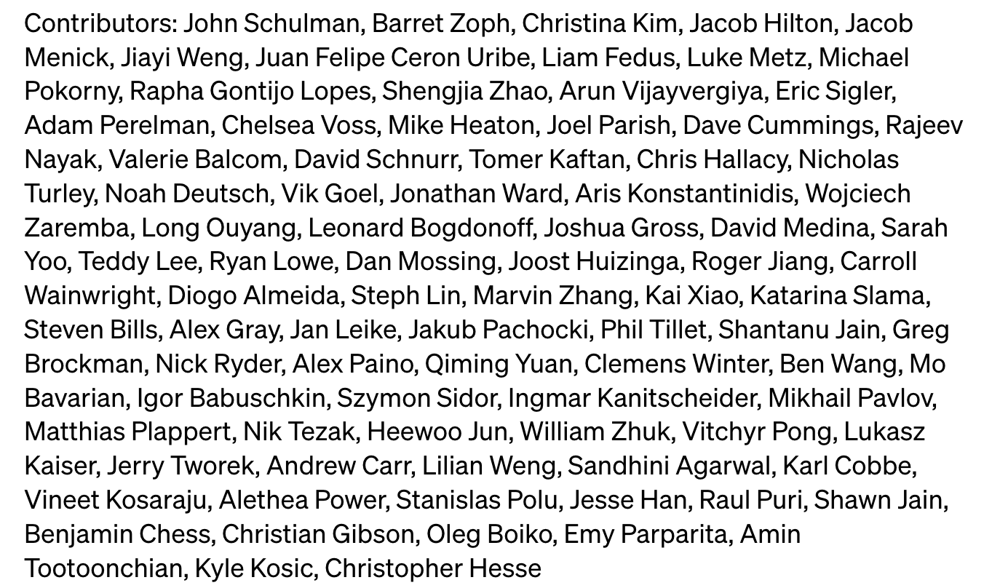 Contributors: John Schulman, Barret Zoph, Christina Kim, Jacob Hilton, Jacob
Menick, Jiayi Weng, Juan Felipe Ceron Uribe, Liam Fedus, Luke Metz, Michael
Pokorny, Rapha Gontijo Lopes, Shengjia Zhao, Arun Vijayvergiya, Eric Sigler,
Adam Perelman, Chelsea Voss, Mike Heaton, Joel Parish, Dave Cummings, Rajeev
Nayak, Valerie Balcom, David Schnurr, Tomer Kaftan, Chris Hallacy, Nicholas
Turley, Noah Deutsch, Vik Goel, Jonathan Ward, Aris Konstantinidis, Wojciech
Zaremba, Long Ouyang, Leonard Bogdonoff, Joshua Gross, David Medina, Sarah
Yoo, Teddy Lee, Ryan Lowe, Dan Mossing, Joost Huizinga, Roger Jiang, Carroll
Wainwright, Diogo Almeida, Steph Lin, Marvin Zhang, Kai Xiao, Katarina Slama,
Steven Bills, Alex Gray, Jan Leike, Jakub Pachocki, Phil Tillet, Shantanu Jain, Greg
Brockman, Nick Ryder, Alex Paino, Qiming Yuan, Clemens Winter, Ben Wang, Mo
Bavarian, Igor Babuschkin, Szymon Sidor, Ingmar Kanitscheider, Mikhail Pavlov,
Matthias Plappert, Nik Tezak, Heewoo Jun, William Zhuk, Vitchyr Pong, Lukasz
Kaiser, Jerry Tworek, Andrew Carr, Lilian Weng, Sandhini Agarwal, Karl Cobbe,
Vineet Kosaraju, Alethea Power, Stanislas Polu, Jesse Han, Raul Puri, Shawn Jain,
Benjamin Chess, Christian Gibson, Oleg Boiko, Emy Parparita, Amin
Tootoonchian, Kyle Kosic, Christopher Hesse